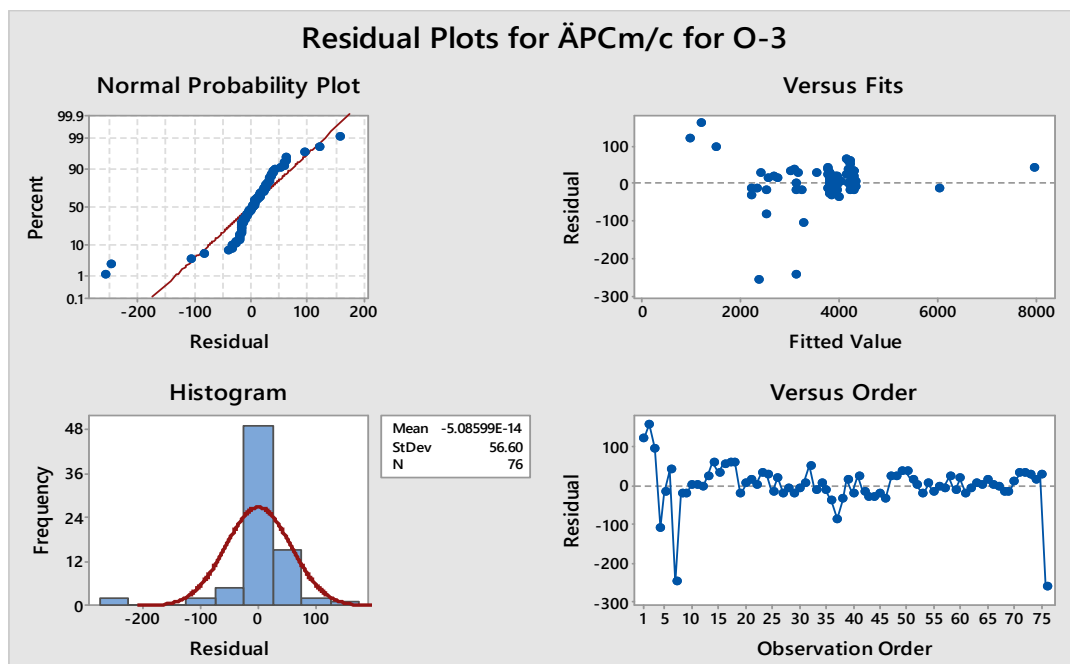 Residual Plots for ÄPCm/c for O-3
Normal Probability Plot
99.9
99
90
50
10
1
0.1
Percent
-200 -100 0 100 200
Residual
Versus Fits
100
0
-100
-200
-300
Residual
0 2000 4000 6000 8000
Fitted Value
Histogram
48
36
24
12
0
Frequency
-200 -100 0 100
Residual
Mean -5.08599E-14
StDev 56.60
N 76
Versus Order
100
0
-100
-200
-300
Residual
1 5 10 15 20 25 30 35 40 45 50 55 60 65 70 75
Observation Order